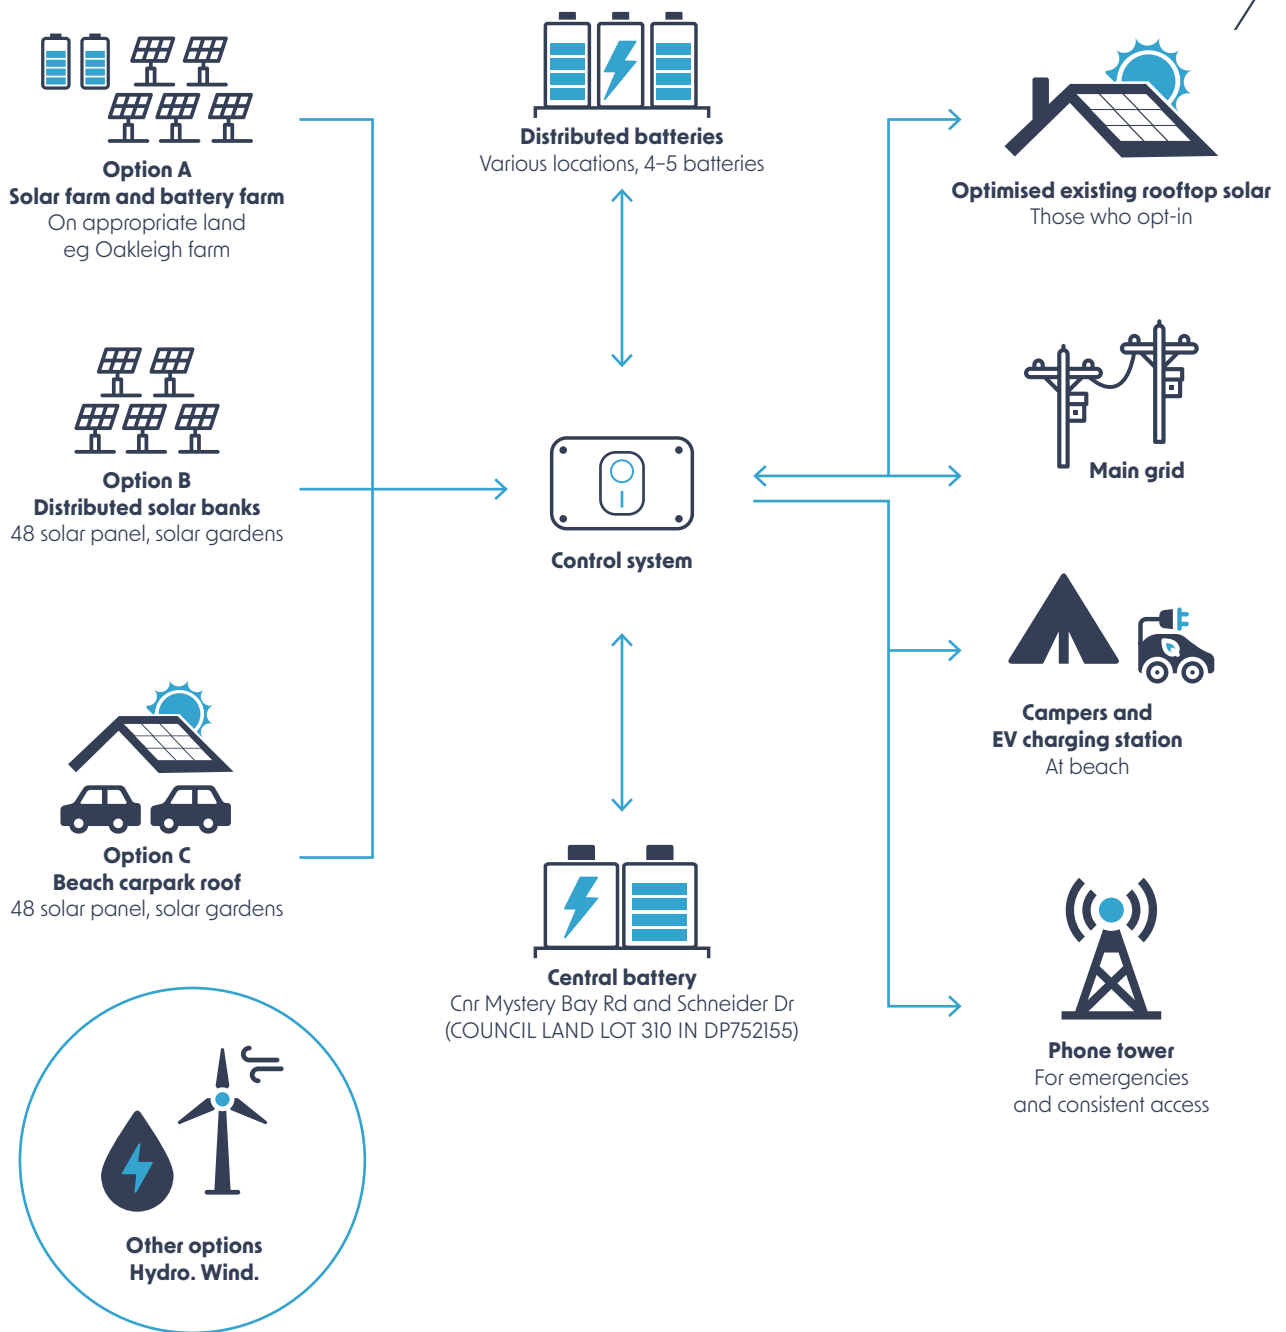 Option A
Solar farm and battery farm
On appropriate land
eg Oakleigh farm
Option B
Distributed solar banks
48 solar panel, solar gardens
Option C
Beach carpark roof
48 solar panel, solar gardens
Other options
Hydro. Wind.
Distributed batteries
Various locations, 4–5 batteries
Control system
Central battery
Cnr Mystery Bay Rd and Schneider Dr
(COUNCIL LAND LOT 310 IN DP752155)
Optimised existing rooftop solar
Those who opt-in
Main grid
Campers and
EV charging station
At beach
Phone tower
For emergencies
and consistent access